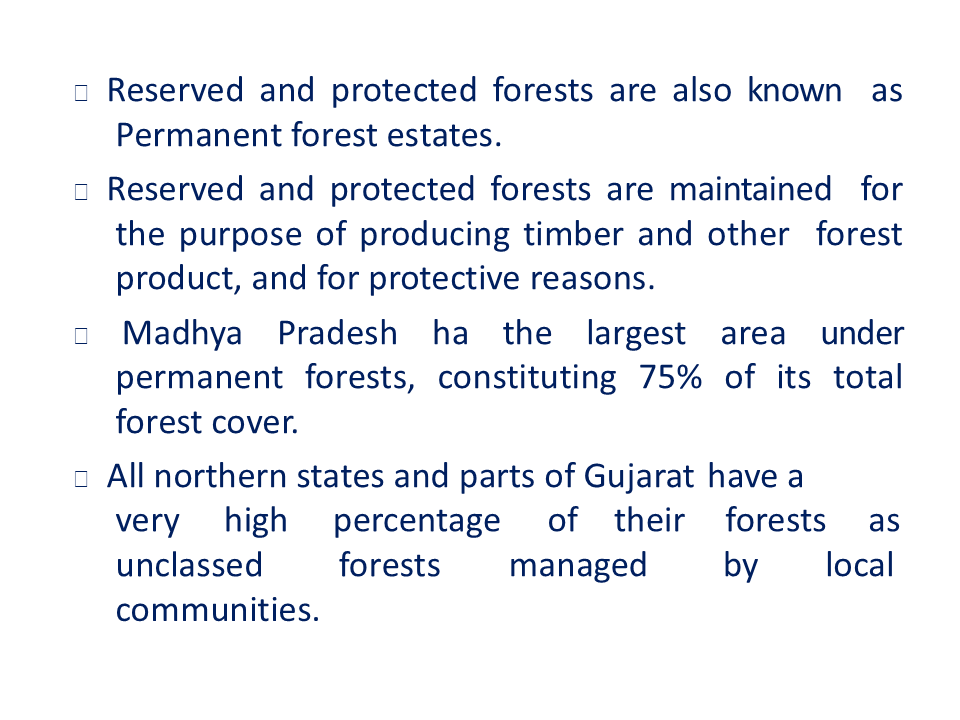 □ Reserved and protected forests are also known as
Permanent forest estates.
□ Reserved and protected forests are maintained for
the purpose of producing timber and other forest
product, and for protective reasons.
□ Madhya Pradesh ha the largest area under
permanent forests, constituting 75% of its total
forest cover.
□ All northern states and parts of Gujarat have a
very high percentage of their forests as
unclassed forests managed by local
communities.